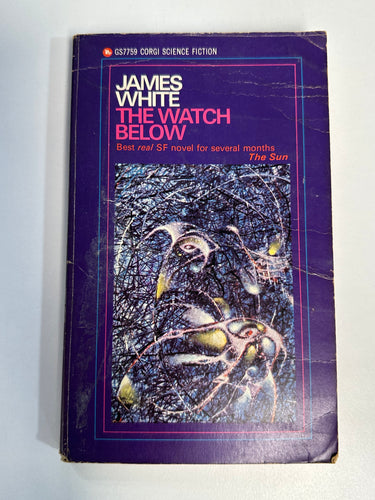 GS7759 CORGI SCIENCE FICTION
JAMES
WHITE
THE WATCH
BELOW
Best real SF novel for several months
The Sun